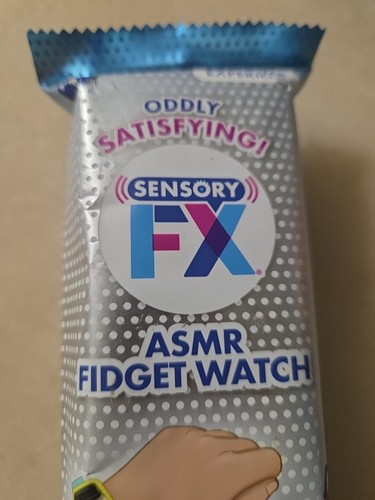 ODDLY
SATISFYING!
SENSORY
FX®
ASMR
FIDGET WATCH